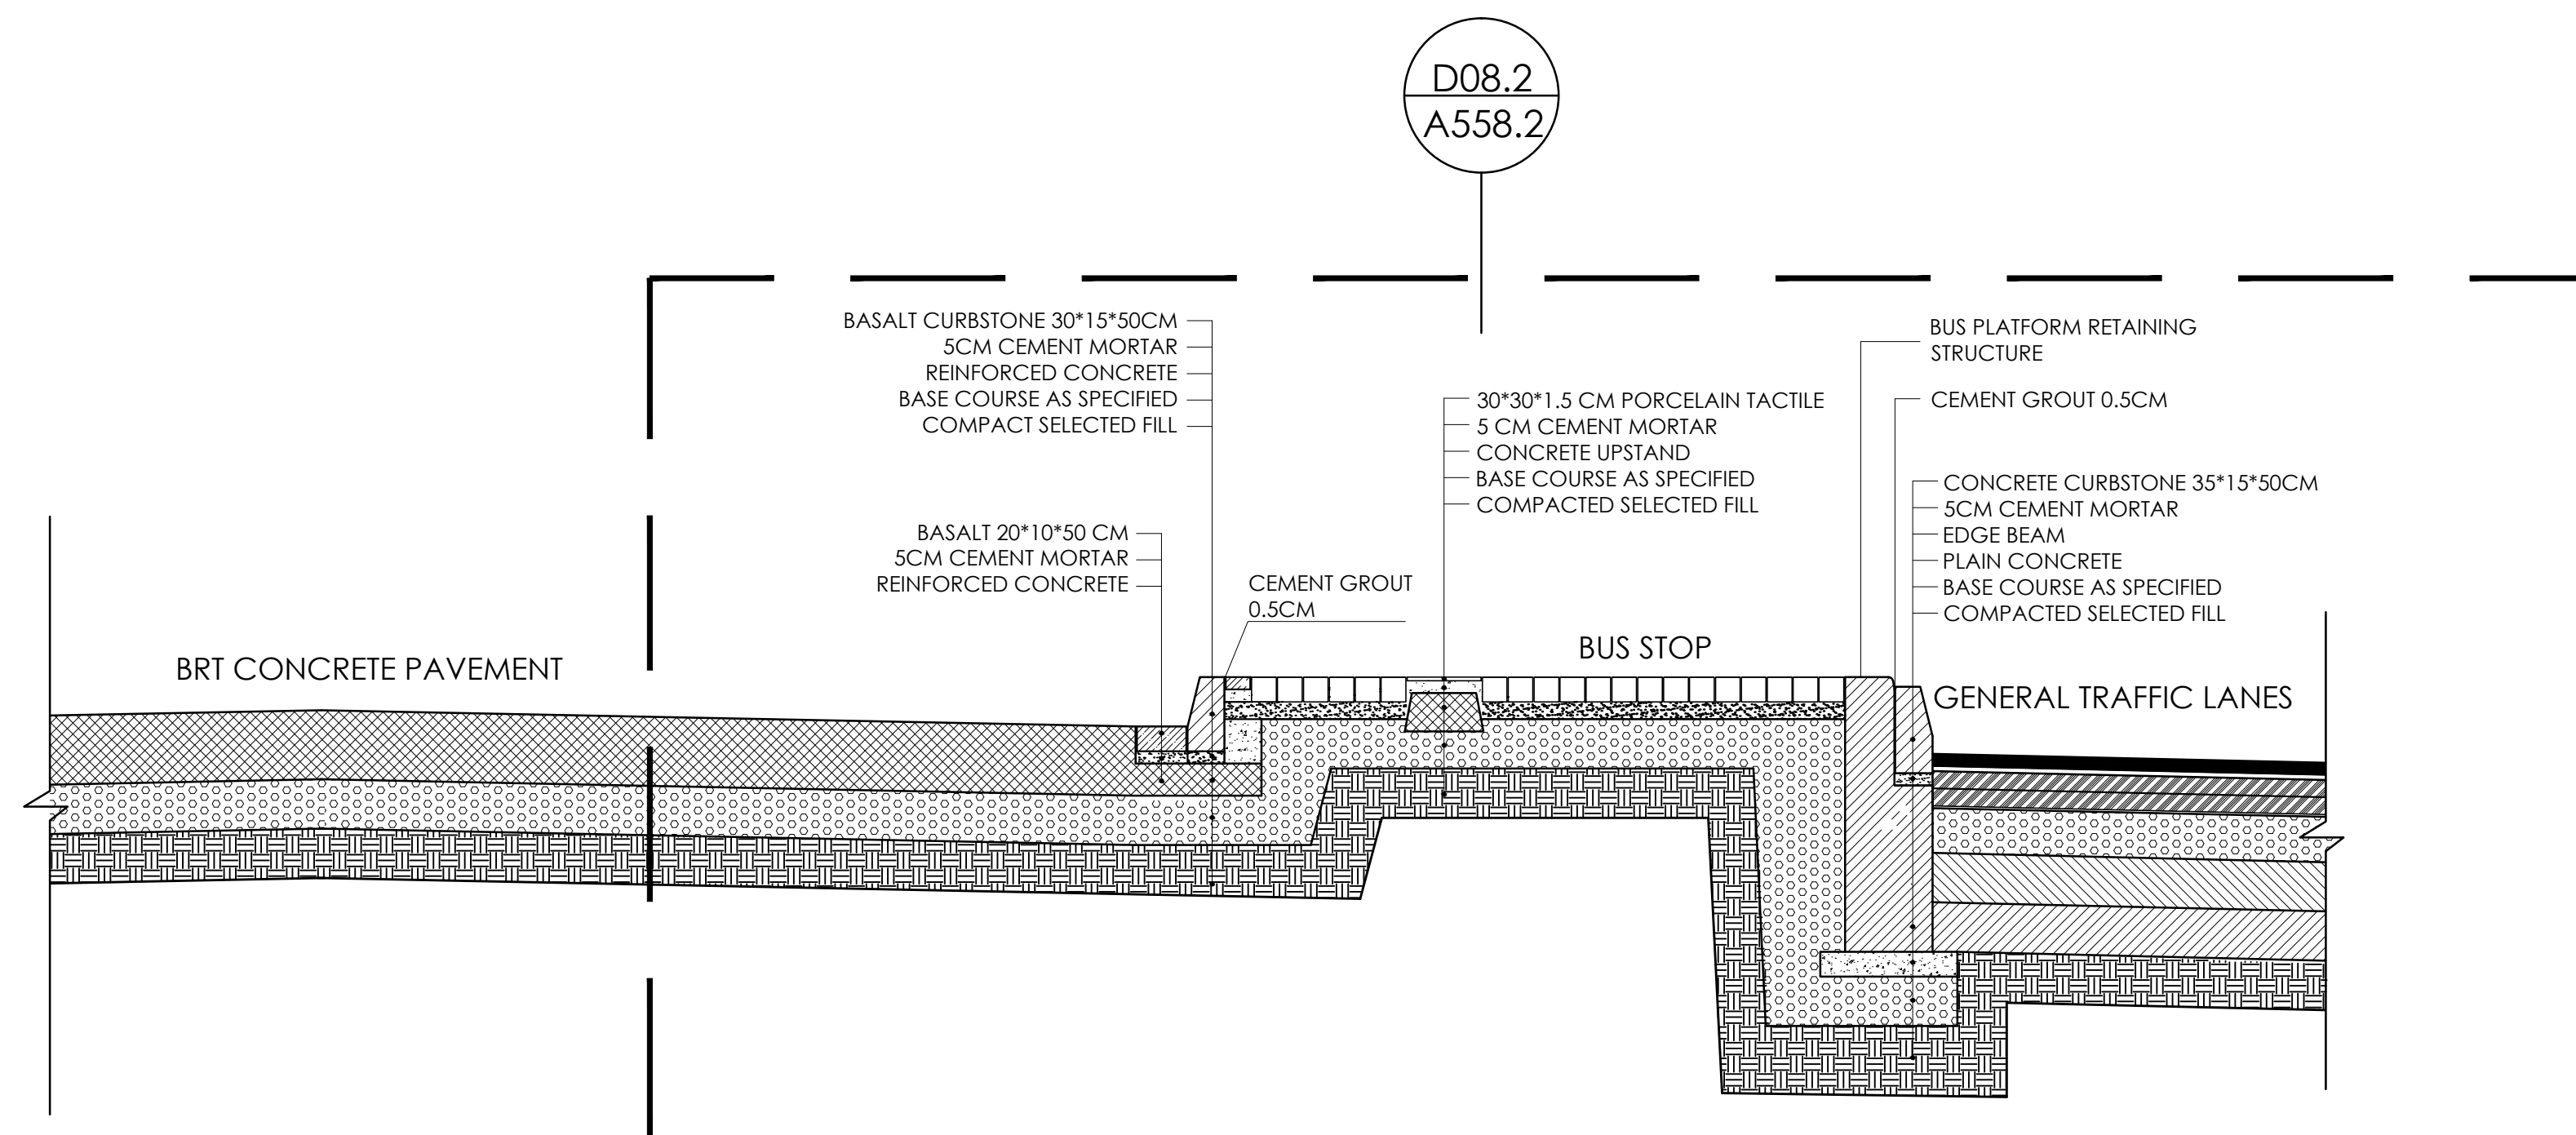 D08.2
A558.2
BASALT CURBSTONE 30*15*50CM
5CM CEMENT MORTAR
REINFORCED CONCRETE
BASE COURSE AS SPECIFIED
COMPACT SELECTED FILL
BUS PLATFORM RETAINING
STRUCTURE
CEMENT GROUT 0.5CM
30*30*1.5 CM PORCELAIN TACTILE
5 CM CEMENT MORTAR
CONCRETE UPSTAND
BASE COURSE AS SPECIFIED
COMPACTED SELECTED FILL
CONCRETE CURBSTONE 35*15*50CM
5CM CEMENT MORTAR
EDGE BEAM
PLAIN CONCRETE
BASE COURSE AS SPECIFIED
COMPACTED SELECTED FILL
BASALT 20*10*50 CM
5CM CEMENT MORTAR
REINFORCED CONCRETE
CEMENT GROUT
0.5CM
BUS STOP
BRT CONCRETE PAVEMENT
GENERAL TRAFFIC LANES